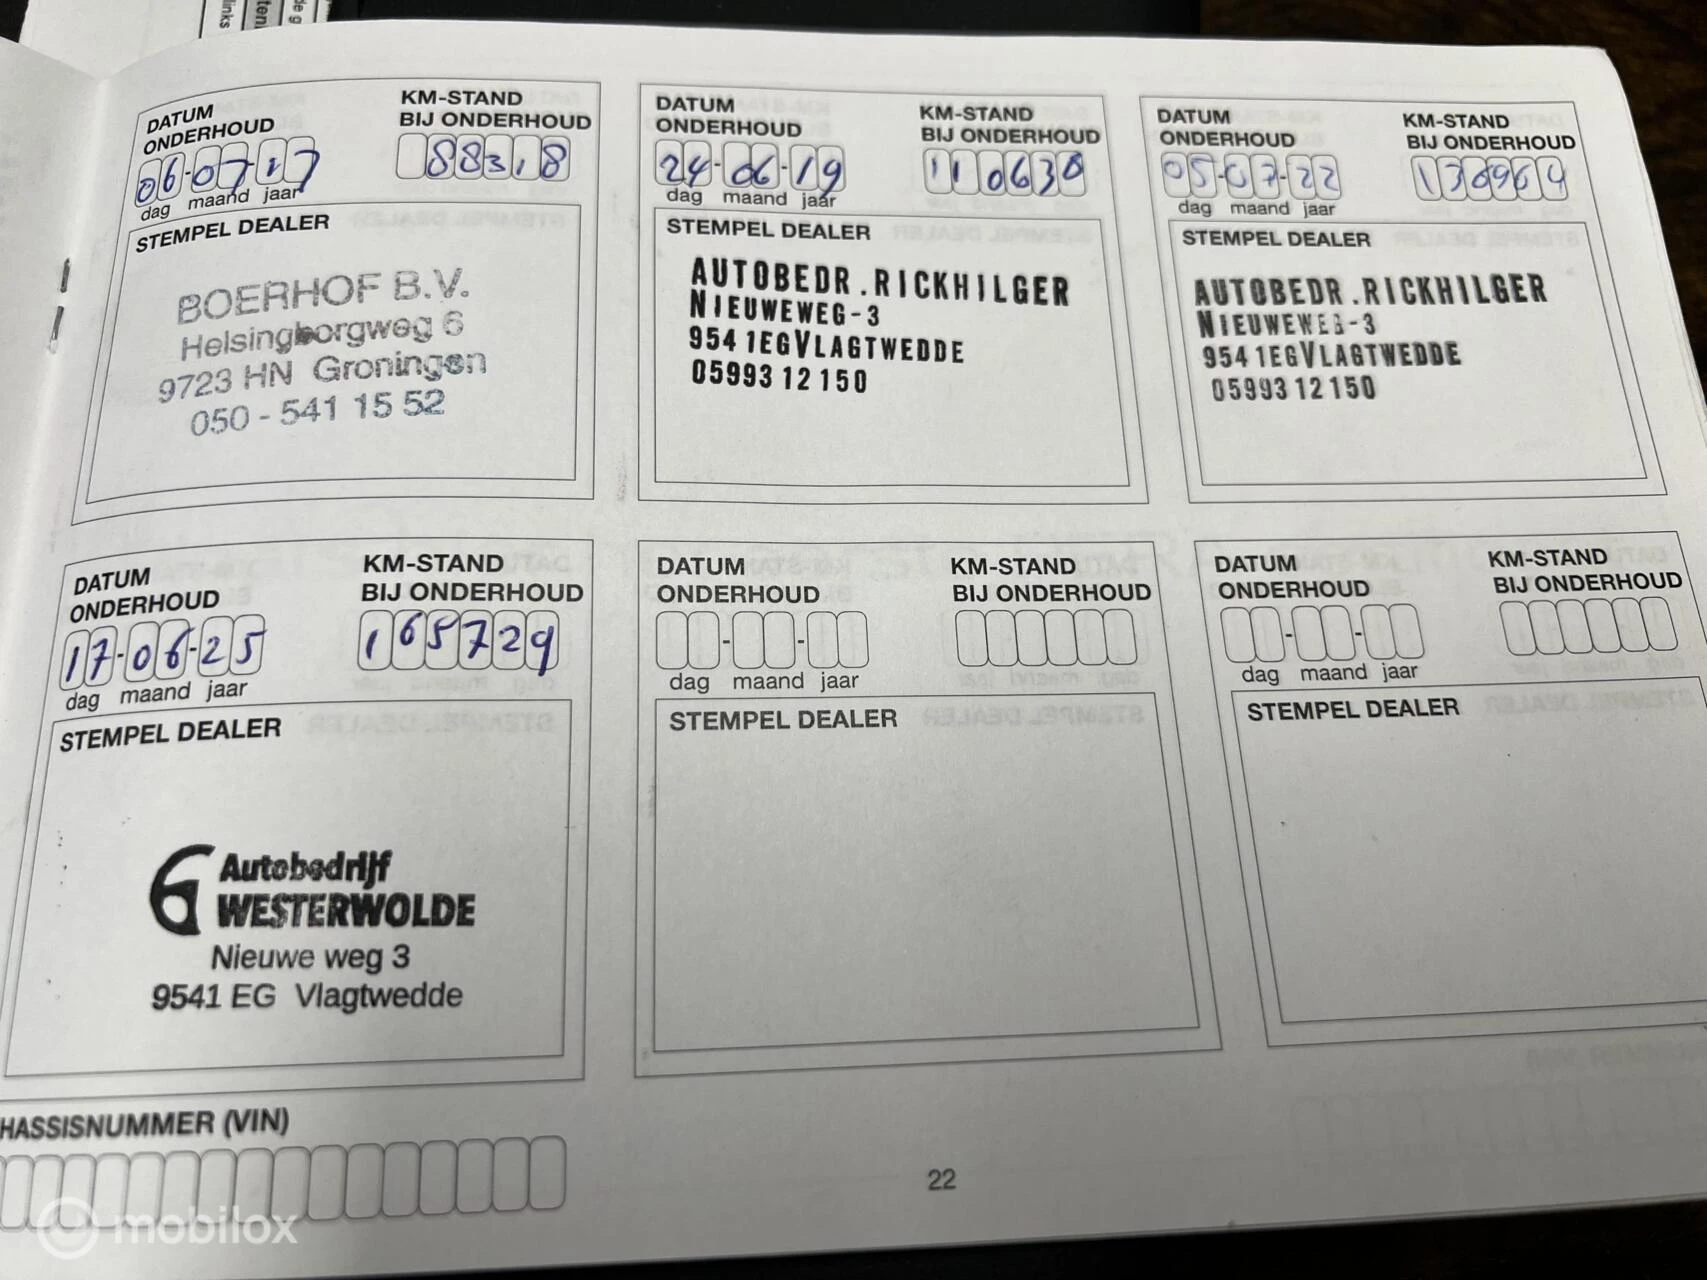 links
DATUM
ONDERHOUD
KM-STAND
BIJ ONDERHOUD
06-07-17
88318
dag maand jaar
STEMPEL DEALER
BOERHOF B.V.
Helsingborgweg 6
9723 HN Groningen
050 - 541 15 52
DATUM
ONDERHOUD
KM-STAND
BIJ ONDERHOUD
24-06-19
110638
dag maand jaar
STEMPEL DEALER
AUTOBEDR.RICKHILGER
NIEUWEWEG-3
9541EGVLAGTWEDDE
0599312150
DATUM
ONDERHOUD
KM-STAND
BIJ ONDERHOUD
05-07-22
136964
dag maand jaar
STEMPEL DEALER
AUTOBEDR.RICKHILGER
NIEUWEWEG-3
9541EGVLAGTWEDDE
0599312150
DATUM
ONDERHOUD
KM-STAND
BIJ ONDERHOUD
17-06-25
165729
dag maand jaar
STEMPEL DEALER
Autobedrijf
WESTERWOLDE
Nieuwe weg 3
9541 EG Vlagtwedde
DATUM
ONDERHOUD
KM-STAND
BIJ ONDERHOUD
dag maand jaar
STEMPEL DEALER
DATUM
ONDERHOUD
KM-STAND
BIJ ONDERHOUD
dag maand jaar
STEMPEL DEALER
HASSISNUMMER (VIN)
22
mobilox